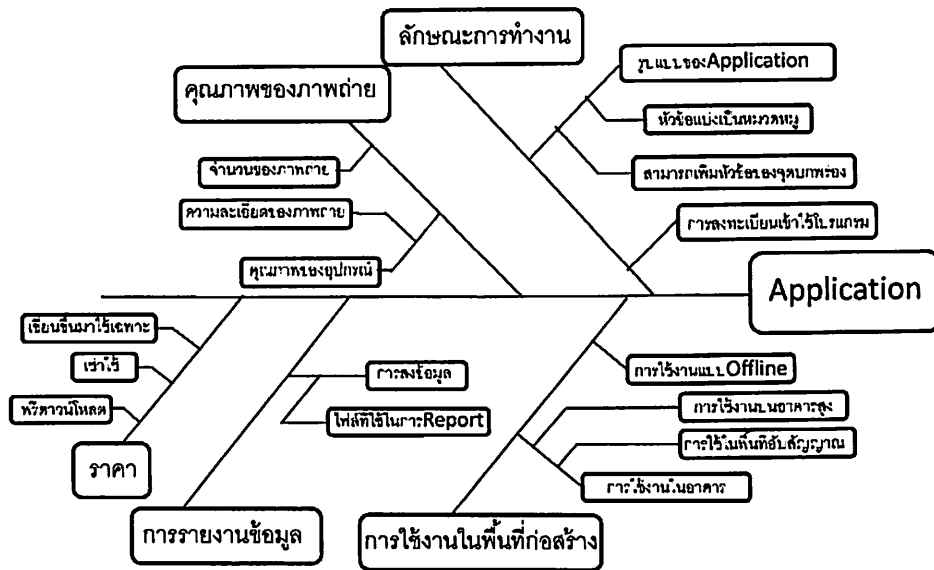 ลักษณะการทำงาน
คุณภาพของภาพถ่าย
รูปแบบของApplication
หัวข้อแบ่งเป็นหมวดหมู่
สามารถเพิ่มหัวข้อของจุดบกพร่อง
การลงทะเบียนเข้าใช้โปรแกรม
จำนวนของภาพถ่าย
ความละเอียดของภาพถ่าย
คุณภาพของอุปกรณ์
Application
เขียนขึ้นมาใช้เฉพาะ
เช่าใช้
ฟรีดาวน์โหลด
ราคา
การส่งข้อมูล
ไฟล์ที่ใช้ในการReport
การรายงานข้อมูล
การใช้งานแบบOffline
การใช้งานบนอาคารสูง
การใช้ในพื้นที่อับสัญญาณ
การใช้งานในอาคาร
การใช้งานในพื้นที่ก่อสร้าง